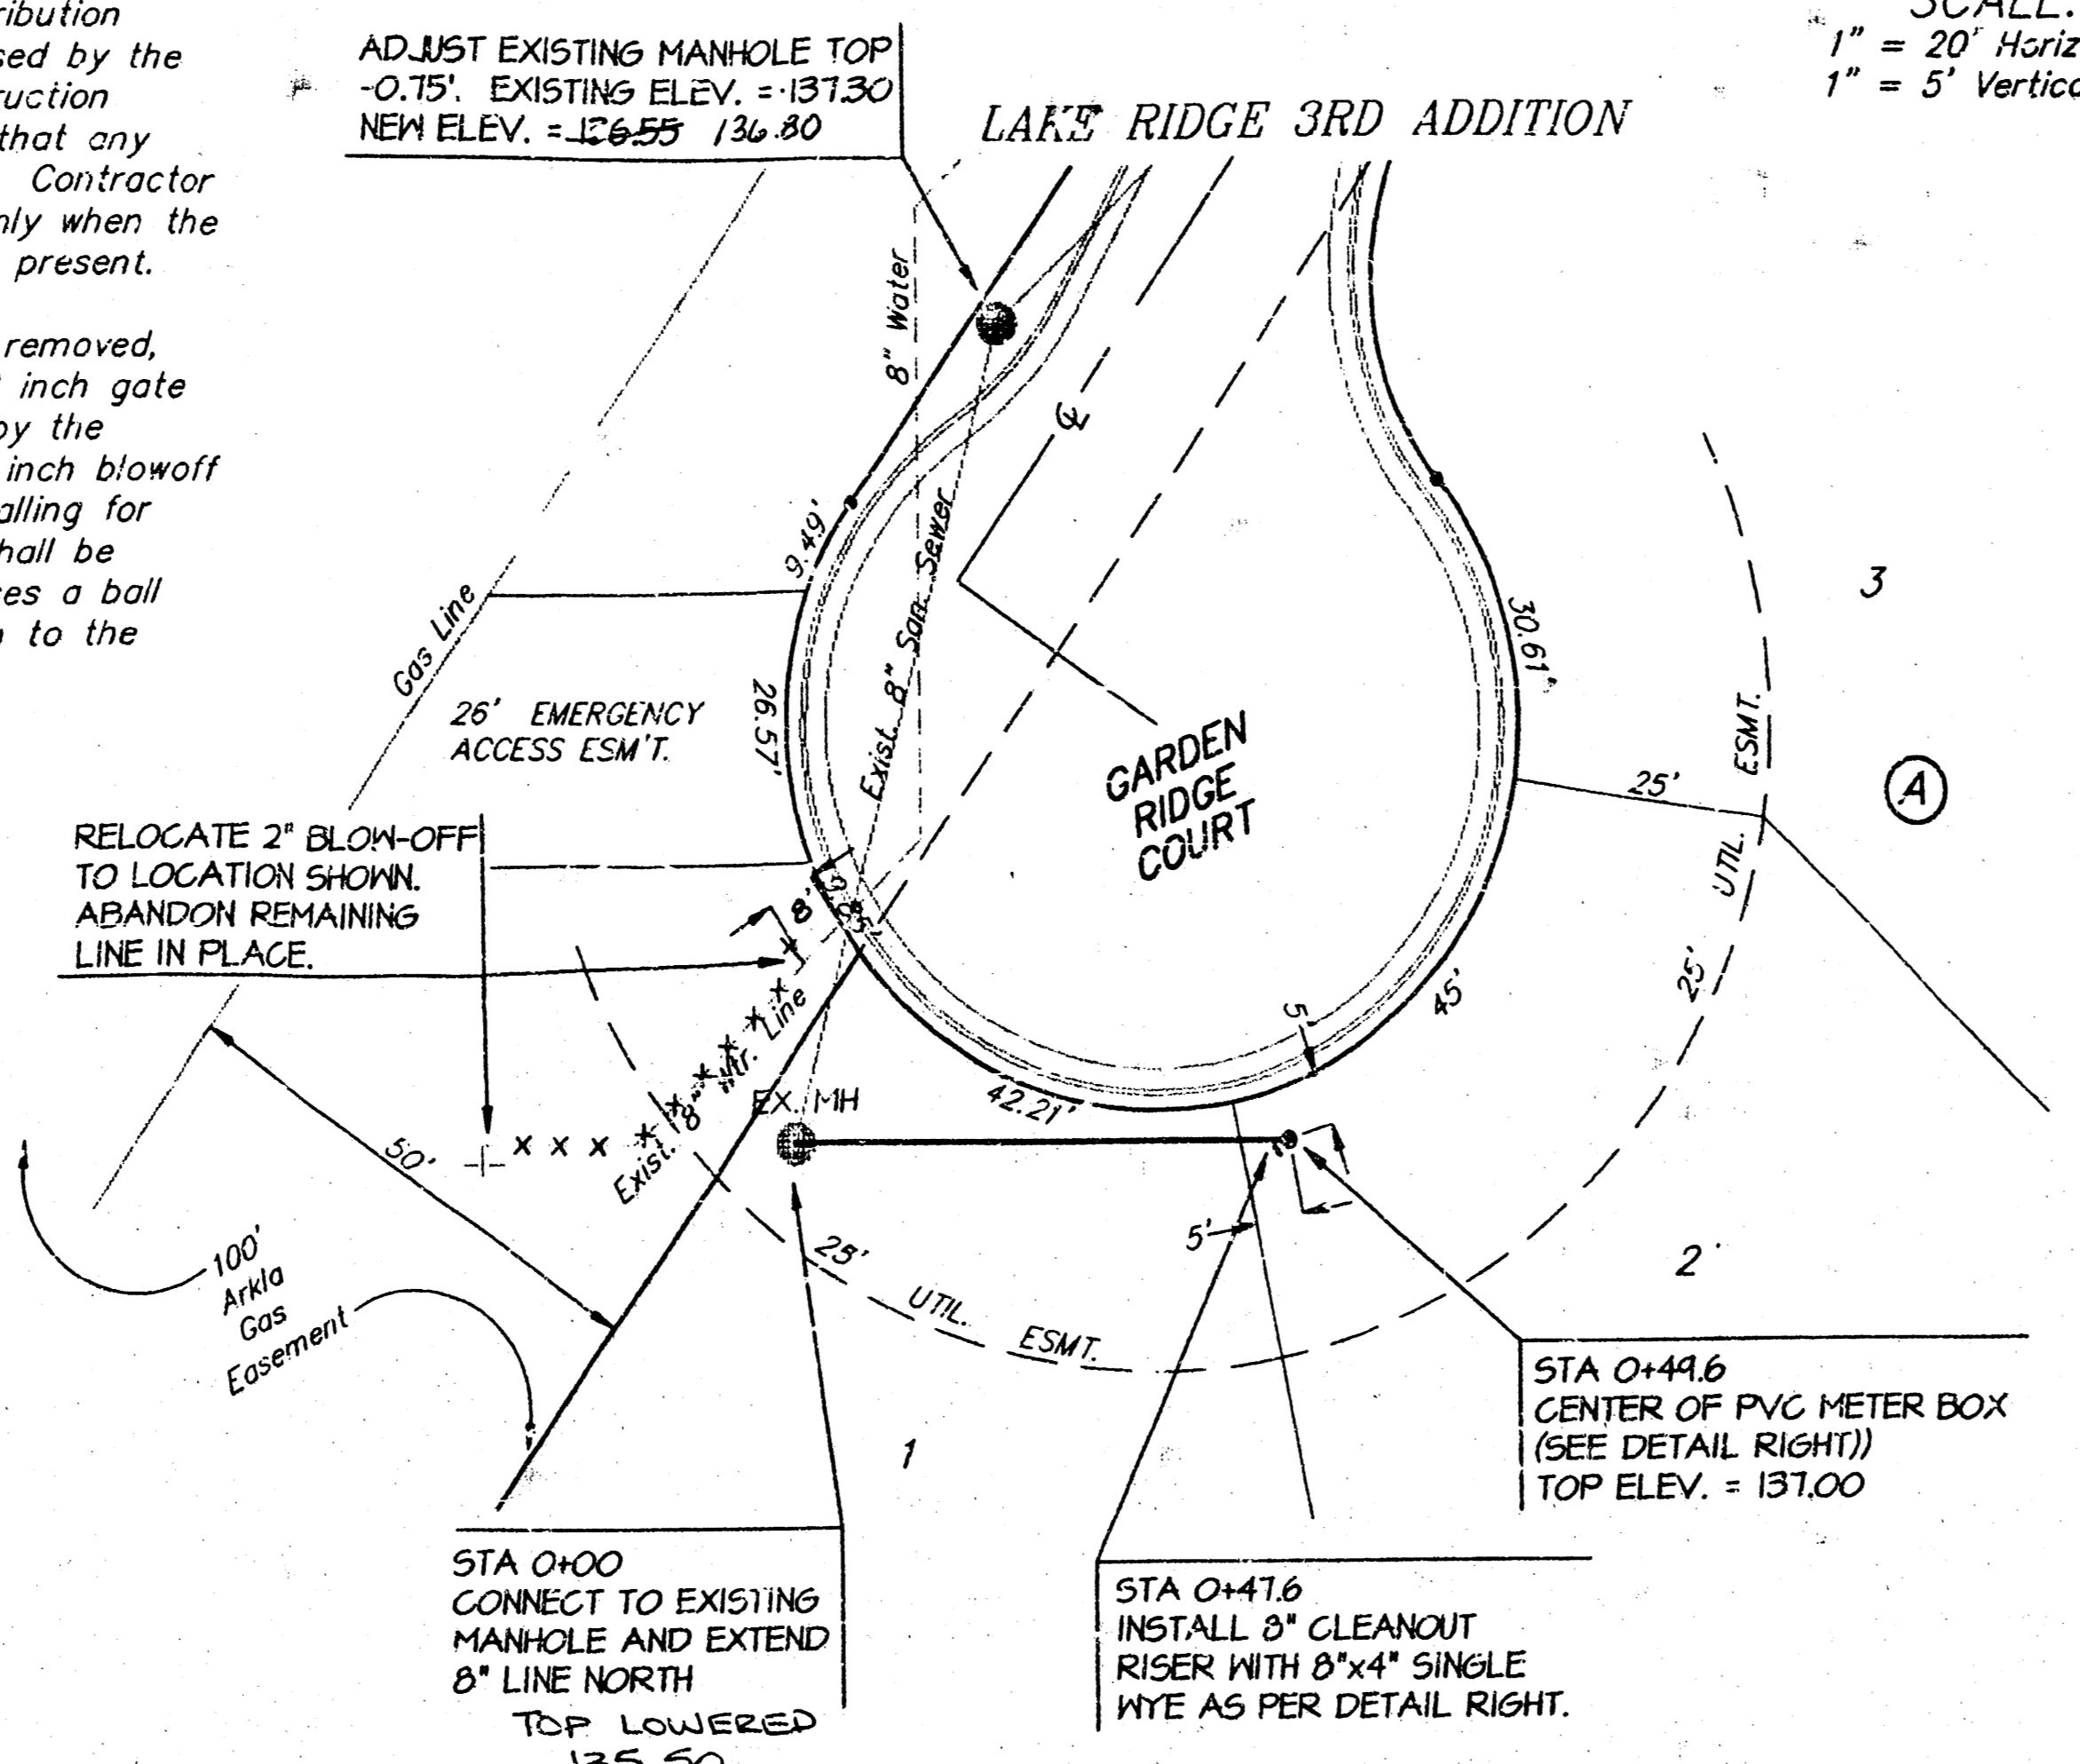 ribution
sed by the
ruction
that any
Contractor
nly when the
present.
removed,
inch gate
by the
inch blowoff
alling for
hall be
es a ball
to the
ADJUST EXISTING MANHOLE TOP
-0.75'. EXISTING ELEV. = 137.30
NEW ELEV. = 136.80
LAKE RIDGE 3RD ADDITION
SCALE:
1" = 20' Horiz
1" = 5' Vertica
8" Water
℄
9.49'
Exist. 8" San. Sewer
Gas Line
26.57'
26' EMERGENCY
ACCESS ESM'T.
GARDEN
RIDGE
COURT
30.61'
3
A
25'
25' UTIL. ESMT.
RELOCATE 2" BLOW-OFF
TO LOCATION SHOWN.
ABANDON REMAINING
LINE IN PLACE.
8'
45'
5'
Exist. 8" Wtr. Line
EX. MH
42.21'
50'
x x x
100'
Arkla
Gas
Easement
25' UTIL. ESMT.
5'
2
1
STA 0+49.6
CENTER OF PVC METER BOX
(SEE DETAIL RIGHT))
TOP ELEV. = 137.00
STA 0+00
CONNECT TO EXISTING
MANHOLE AND EXTEND
8" LINE NORTH
TOP LOWERED
135.50
STA 0+47.6
INSTALL 8" CLEANOUT
RISER WITH 8"x4" SINGLE
WYE AS PER DETAIL RIGHT.